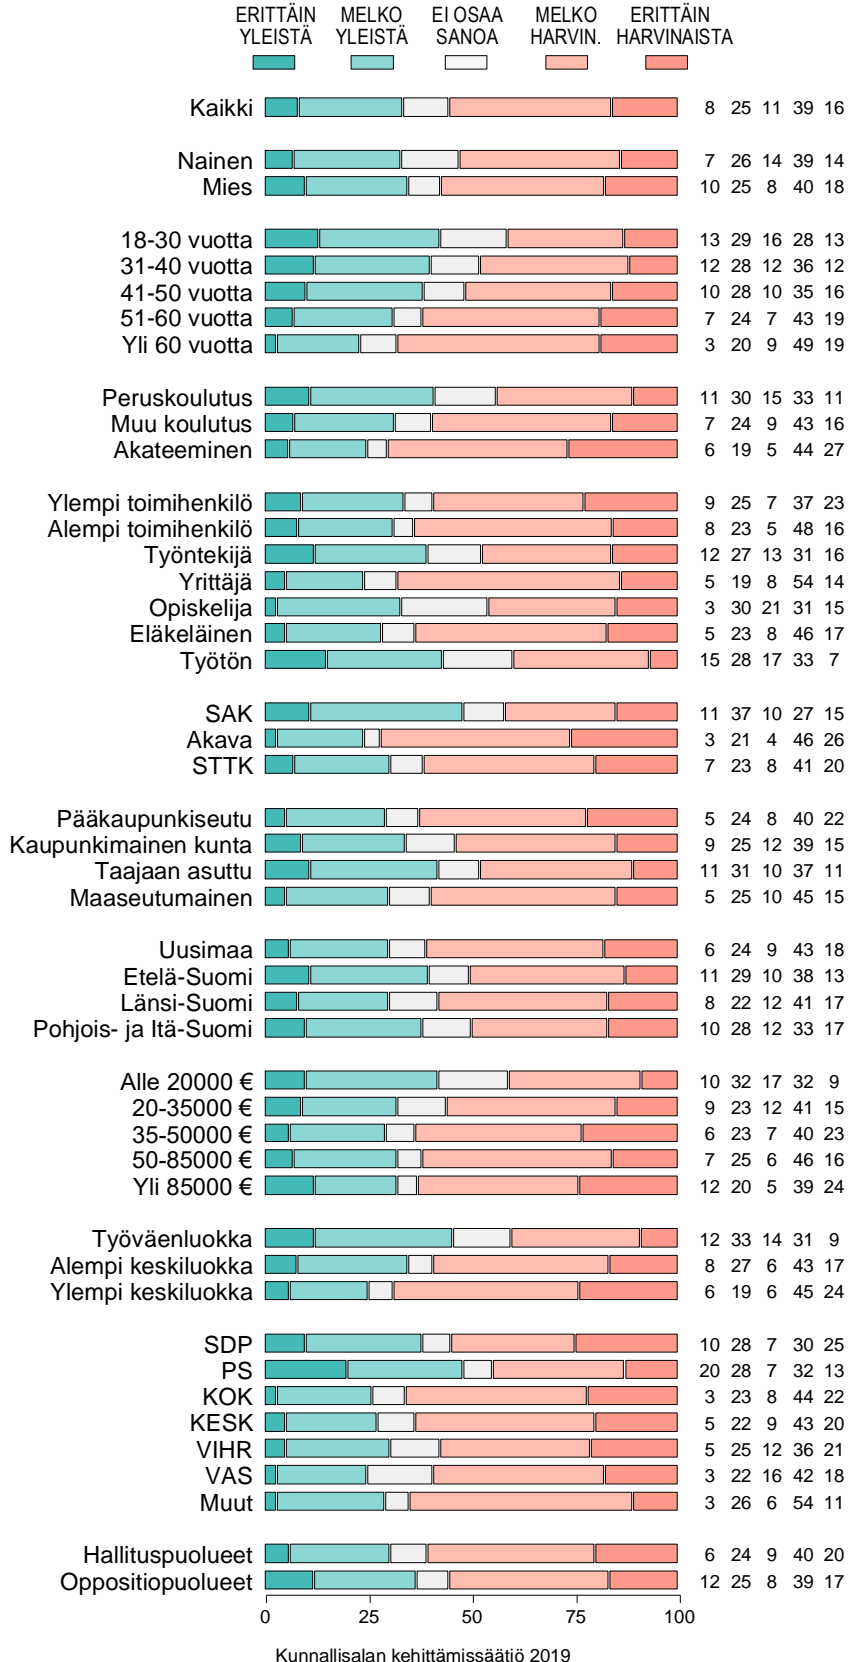 ERITTÄIN MELKO EI OSAA MELKO ERITTÄIN
YLEISTÄ YLEISTÄ SANOA HARVIN. HARVINAISTA
Kaikki 8 25 11 39 16
Nainen 7 26 14 39 14
Mies 10 25 8 40 18
18-30 vuotta 13 29 16 28 13
31-40 vuotta 12 28 12 36 12
41-50 vuotta 10 28 10 35 16
51-60 vuotta 7 24 7 43 19
Yli 60 vuotta 3 20 9 49 19
Peruskoulutus 11 30 15 33 11
Muu koulutus 7 24 9 43 16
Akateeminen 6 19 5 44 27
Ylempi toimihenkilö 9 25 7 37 23
Alempi toimihenkilö 8 23 5 48 16
Työntekijä 12 27 13 31 16
Yrittäjä 5 19 8 54 14
Opiskelija 3 30 21 31 15
Eläkeläinen 5 23 8 46 17
Työtön 15 28 17 33 7
SAK 11 37 10 27 15
Akava 3 21 4 46 26
STTK 7 23 8 41 20
Pääkaupunkiseutu 5 24 8 40 22
Kaupunkimainen kunta 9 25 12 39 15
Taajaan asuttu 11 31 10 37 11
Maaseutumainen 5 25 10 45 15
Uusimaa 6 24 9 43 18
Etelä-Suomi 11 29 10 38 13
Länsi-Suomi 8 22 12 41 17
Pohjois- ja Itä-Suomi 10 28 12 33 17
Alle 20000 € 10 32 17 32 9
20-35000 € 9 23 12 41 15
35-50000 € 6 23 7 40 23
50-85000 € 7 25 6 46 16
Yli 85000 € 12 20 5 39 24
Työväenluokka 12 33 14 31 9
Alempi keskiluokka 8 27 6 43 17
Ylempi keskiluokka 6 19 6 45 24
SDP 10 28 7 30 25
PS 20 28 7 32 13
KOK 3 23 8 44 22
KESK 5 22 9 43 20
VIHR 5 25 12 36 21
VAS 3 22 16 42 18
Muut 3 26 6 54 11
Hallituspuolueet 6 24 9 40 20
Oppositiopuolueet 12 25 8 39 17
0 25 50 75 100
Kunnallisalan kehittämissäätiö 2019